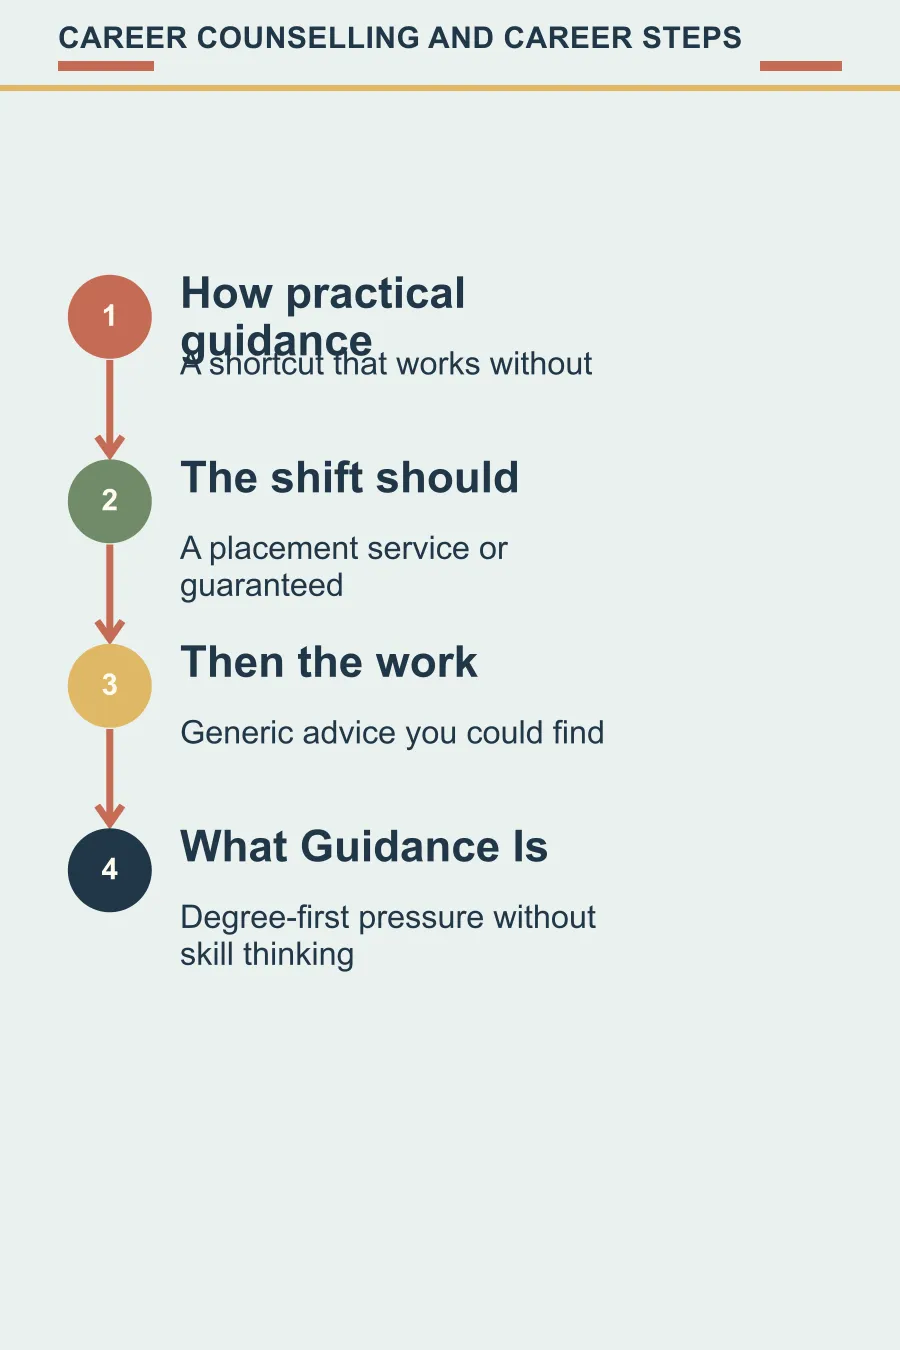 CAREER COUNSELLING AND CAREER STEPS
1
How practical
guidance
A shortcut that works without
2
The shift should
A placement service or
guaranteed
3
Then the work
Generic advice you could find
4
What Guidance Is
Degree-first pressure without
skill thinking